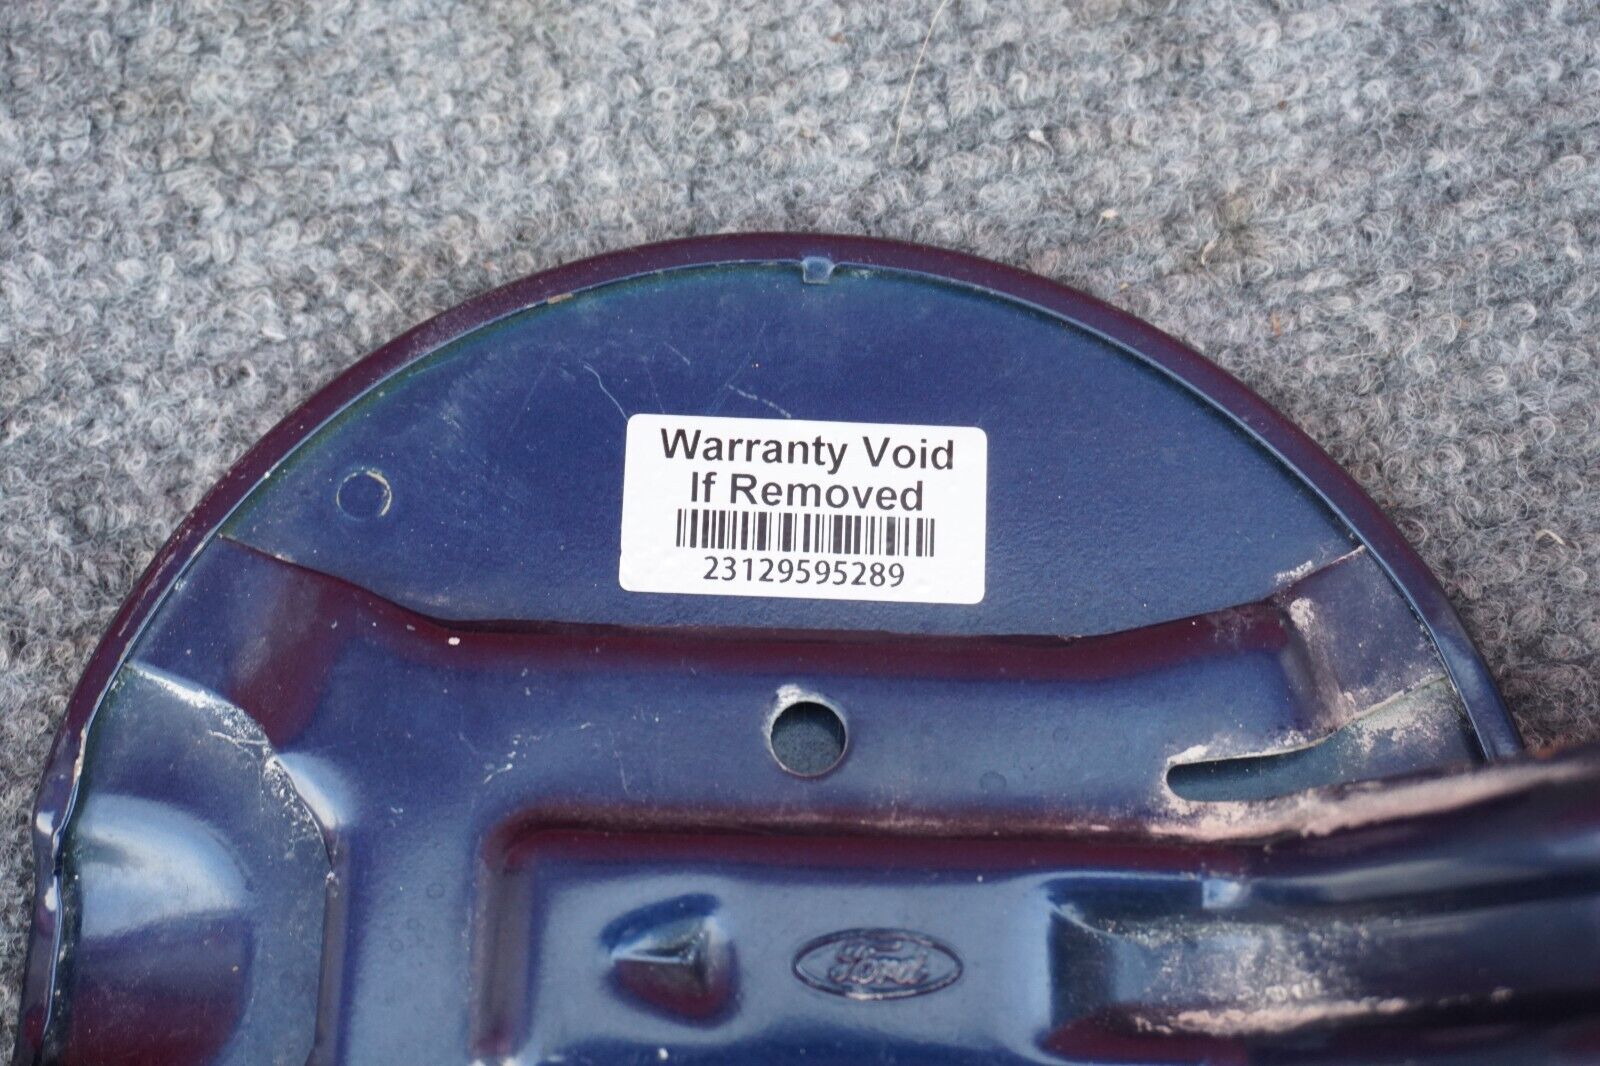 Warranty Void
If Removed
23129595289
Ford